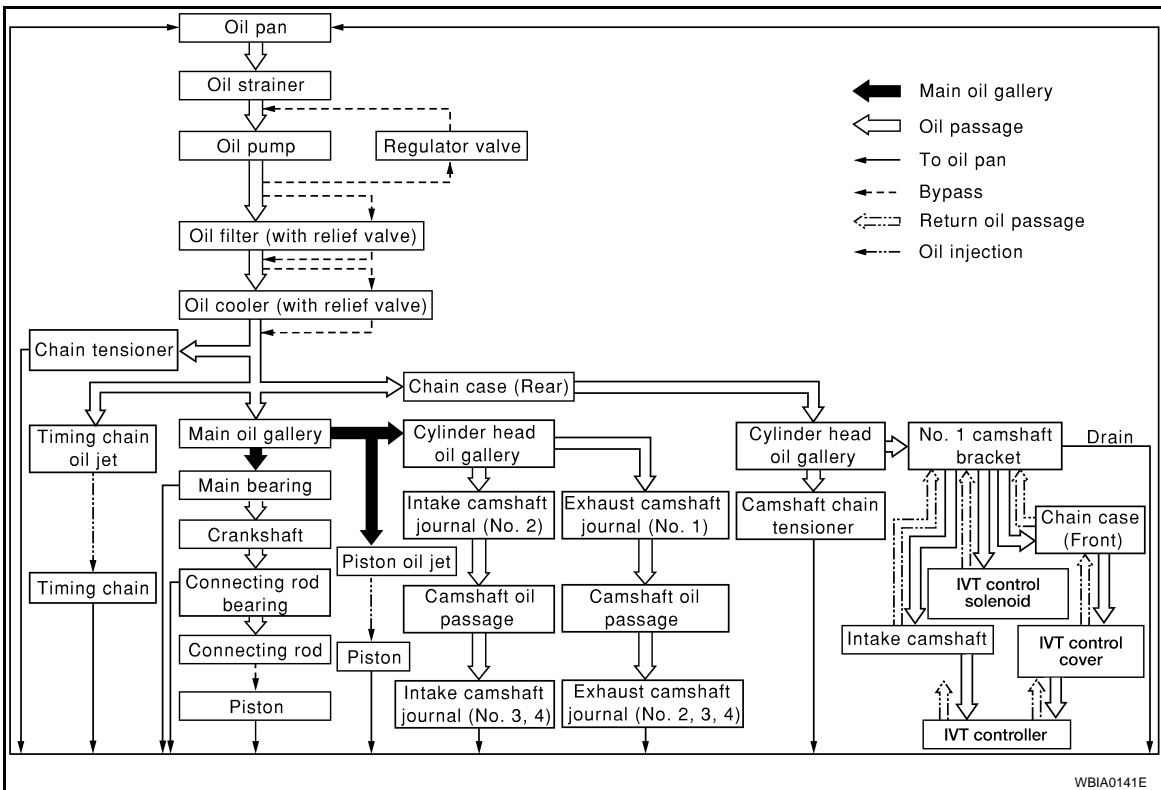 Oil pan
Oil strainer
Oil pump
Regulator valve
Oil filter (with relief valve)
Oil cooler (with relief valve)
Main oil gallery
Oil passage
To oil pan
Bypass
Return oil passage
Oil injection
Chain tensioner
Chain case (Rear)
Timing chain
oil jet
Main oil gallery
Cylinder head
oil gallery
Cylinder head
oil gallery
No. 1 camshaft
bracket
Drain
Main bearing
Intake camshaft
journal (No. 2)
Exhaust camshaft
journal (No. 1)
Camshaft chain
tensioner
Chain case
(Front)
Crankshaft
Piston oil jet
Timing chain
Connecting rod
bearing
Camshaft oil
passage
Camshaft oil
passage
IVT control
solenoid
Connecting rod
Piston
Intake camshaft
IVT control
cover
Piston
Intake camshaft
journal (No. 3, 4)
Exhaust camshaft
journal (No. 2, 3, 4)
IVT controller
WBIA0141E